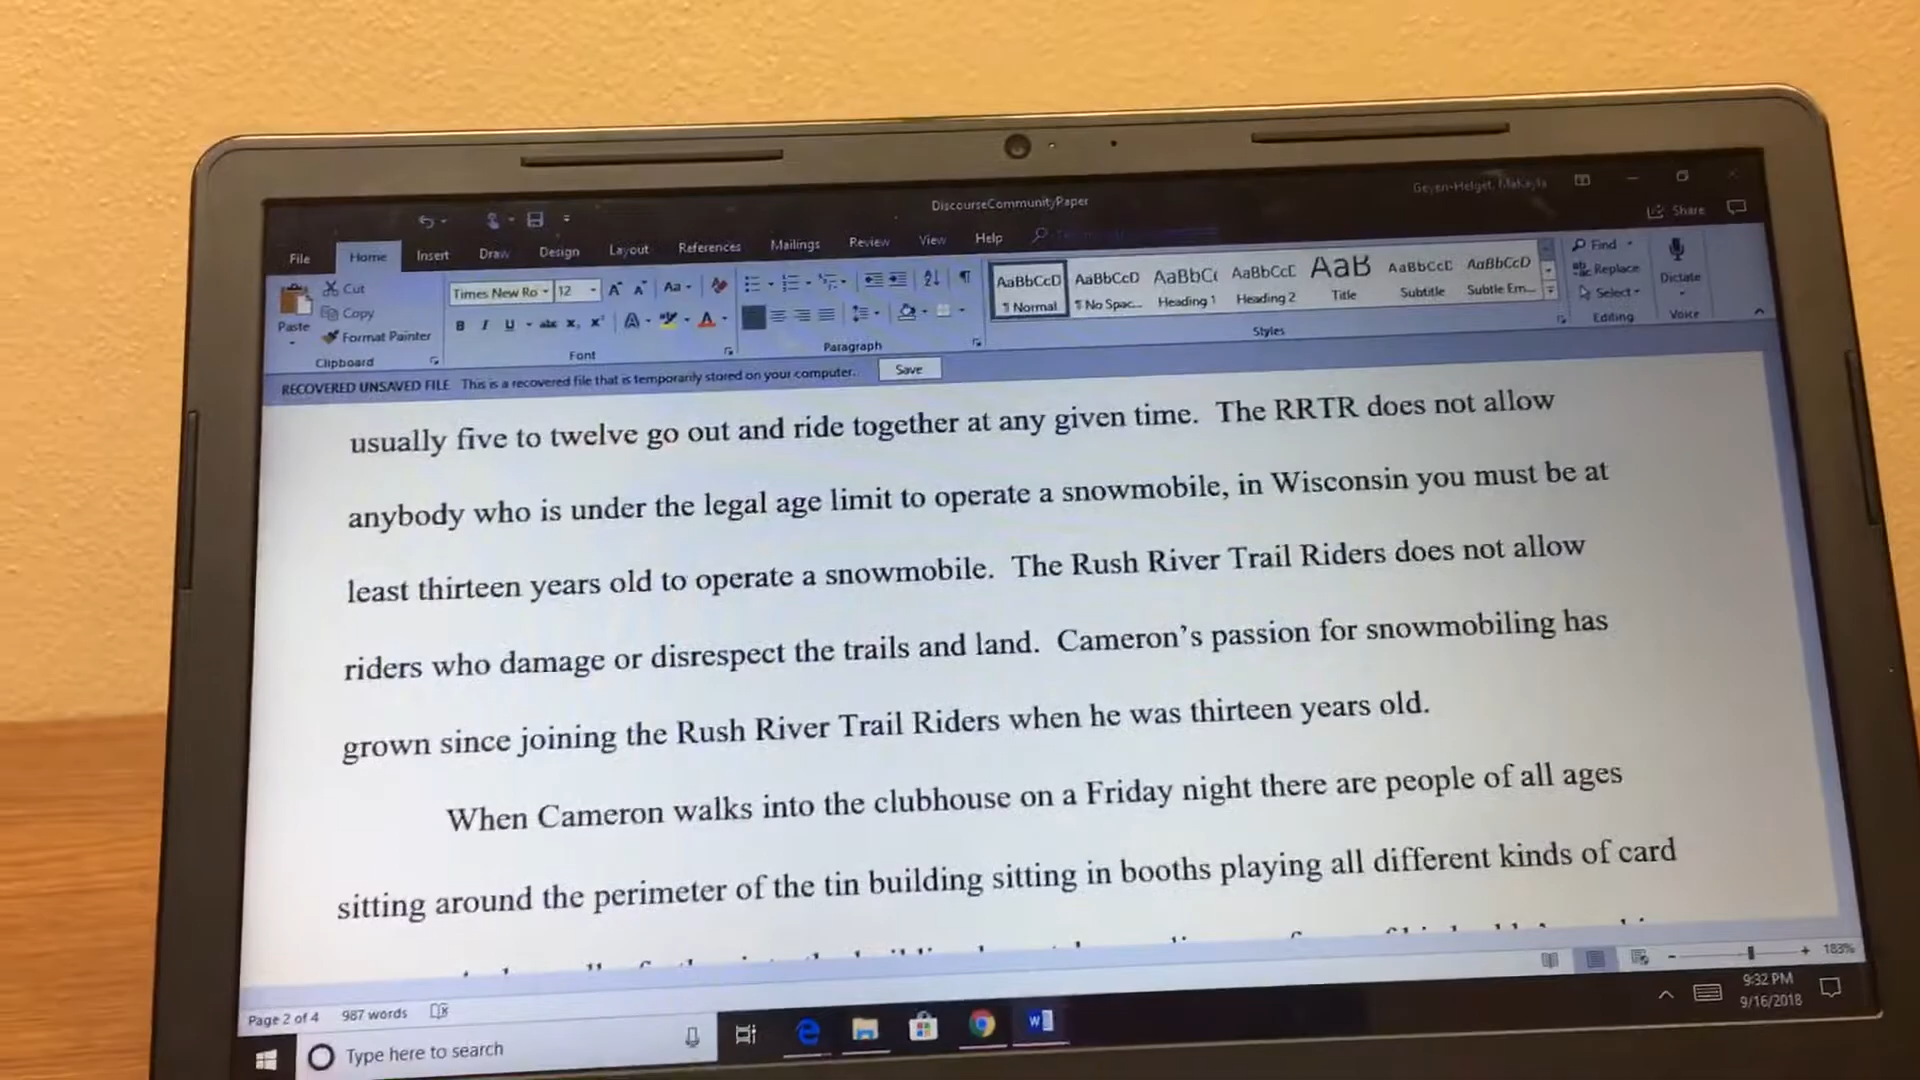 DiscourseCommunityPaper
Geyen-Helget, MaKayla
File Home Insert Draw Design Layout References Mailings Review View Help
Share
Cut
Copy
Format Painter
Paste
Clipboard
Times New Ro 12
Font
Paragraph
AaBbCcD AaBbCcD AaBbC AaBbCcC AaB AaBbCcC AaBbCcD
¶ Normal ¶ No Spac... Heading 1 Heading 2 Title Subtitle Subtle Em...
Styles
Find
Replace
Select
Editing
Dictate
Voice
RECOVERED UNSAVED FILE This is a recovered file that is temporarily stored on your computer. Save
usually five to twelve go out and ride together at any given time. The RRTR does not allow
anybody who is under the legal age limit to operate a snowmobile, in Wisconsin you must be at
least thirteen years old to operate a snowmobile. The Rush River Trail Riders does not allow
riders who damage or disrespect the trails and land. Cameron’s passion for snowmobiling has
grown since joining the Rush River Trail Riders when he was thirteen years old.
When Cameron walks into the clubhouse on a Friday night there are people of all ages
sitting around the perimeter of the tin building sitting in booths playing all different kinds of card
Page 2 of 4 987 words
183%
Type here to search
9:32 PM
9/16/2018